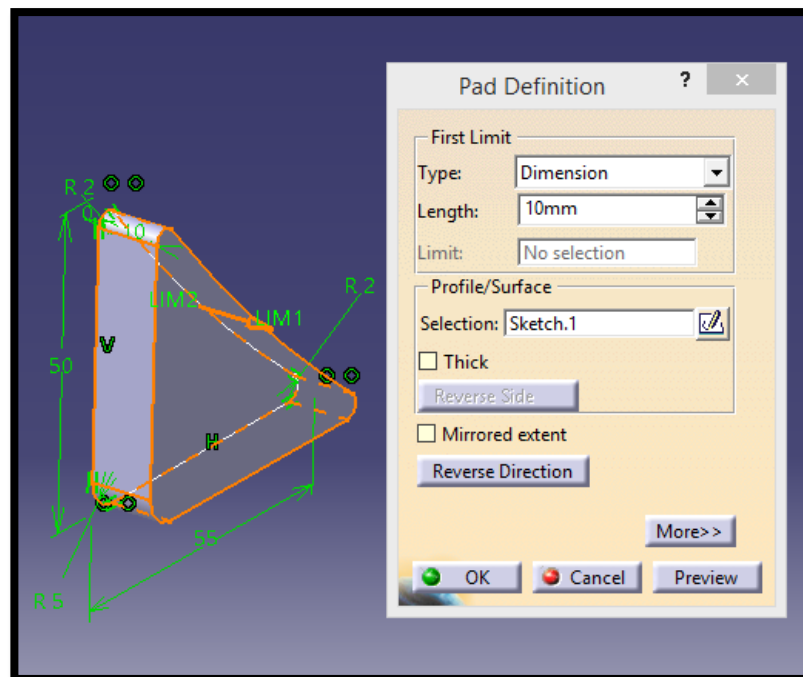 Pad Definition ? ×
First Limit
Type: Dimension
Length: 10mm
Limit: No selection
Profile/Surface
Selection: Sketch.1
Thick
Reverse Side
Mirrored extent
Reverse Direction
More>>
OK Cancel Preview
R 2
10
LIM2
LIM1
R 2
V
50
H
55
R 5